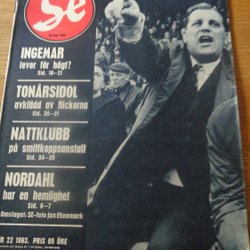 Se
INGEMAR
lever för högt?
Sid. 18-21
TONÅRSIDOL
avklädd av flickorna
Sid. 30-31
NATTKLUBB
på smittkoppsanstalt
Sid. 34-35
NORDAHL
har en hemlighet
Sid. 6-7
Omslaget: SE-foto Jan Ehnemark
NR 22 1963. PRIS 95 ÖRE